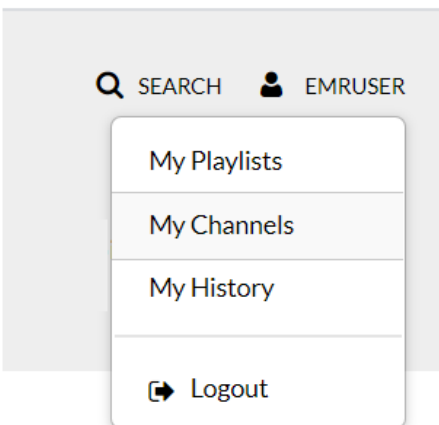 SEARCH EMRUSER
My Playlists
My Channels
My History
Logout